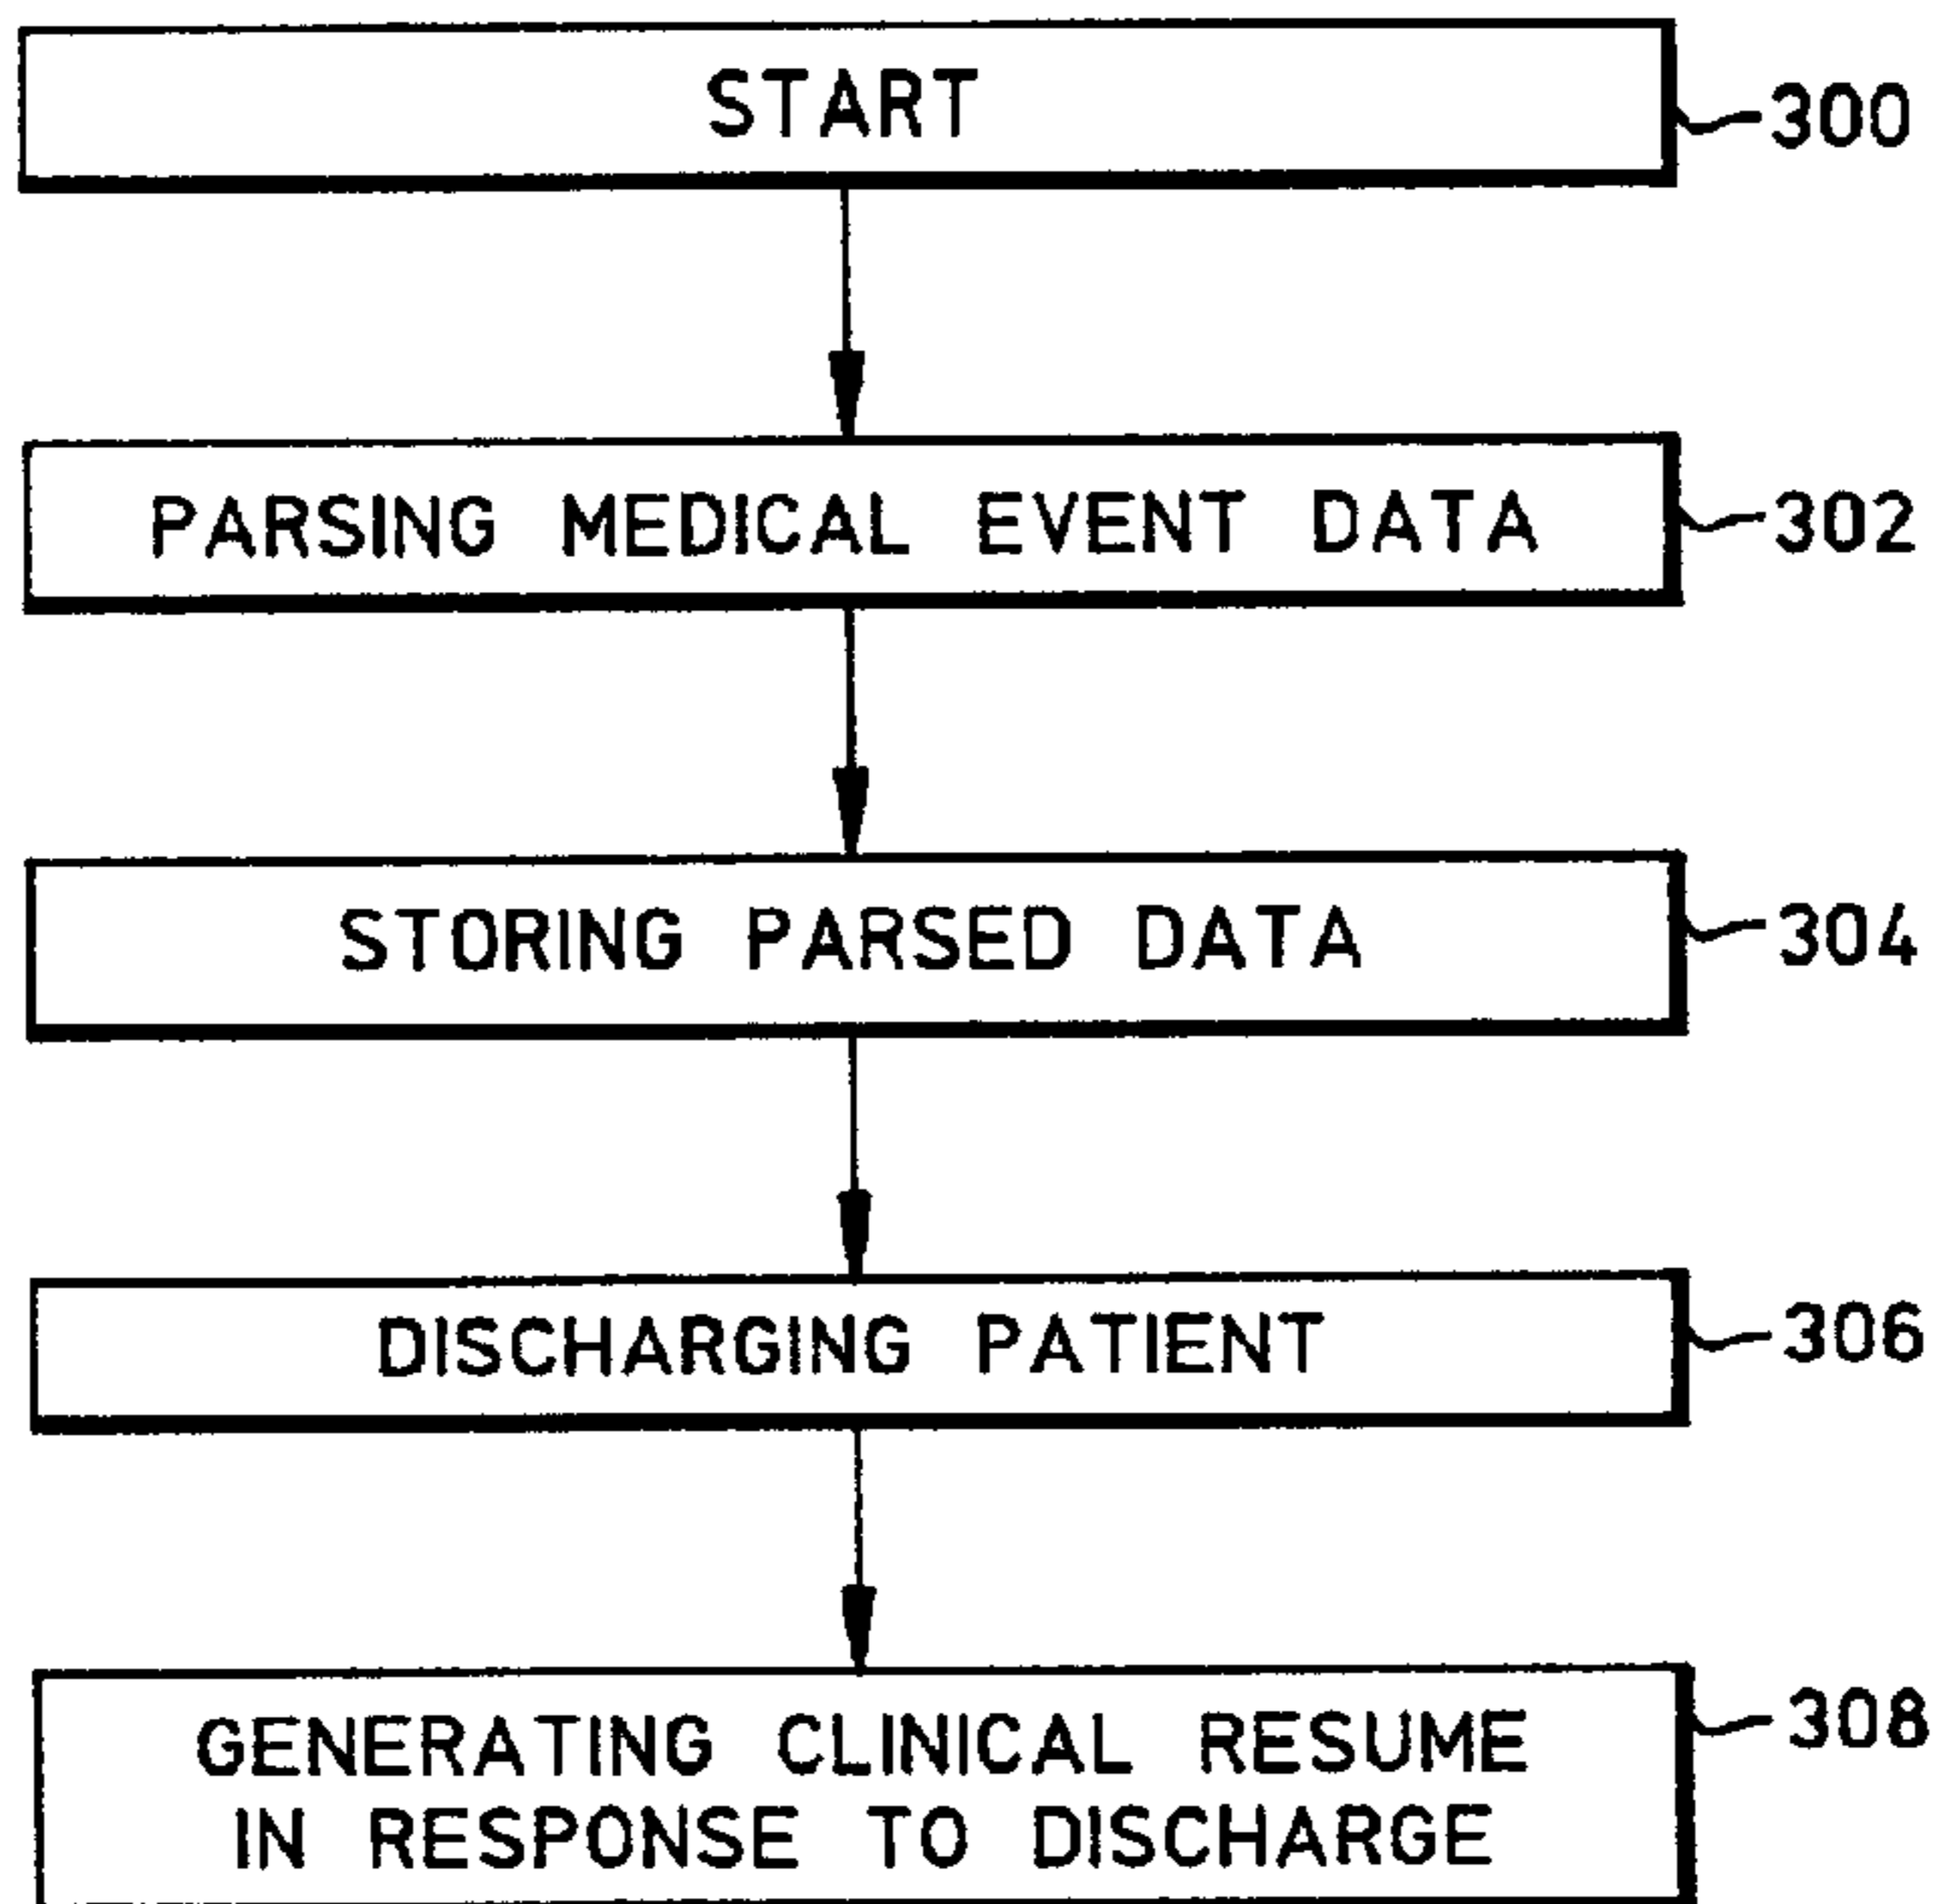 START
300
PARSING MEDICAL EVENT DATA
302
STORING PARSED DATA
304
DISCHARGING PATIENT
306
GENERATING CLINICAL RESUME
308
IN RESPONSE TO DISCHARGE